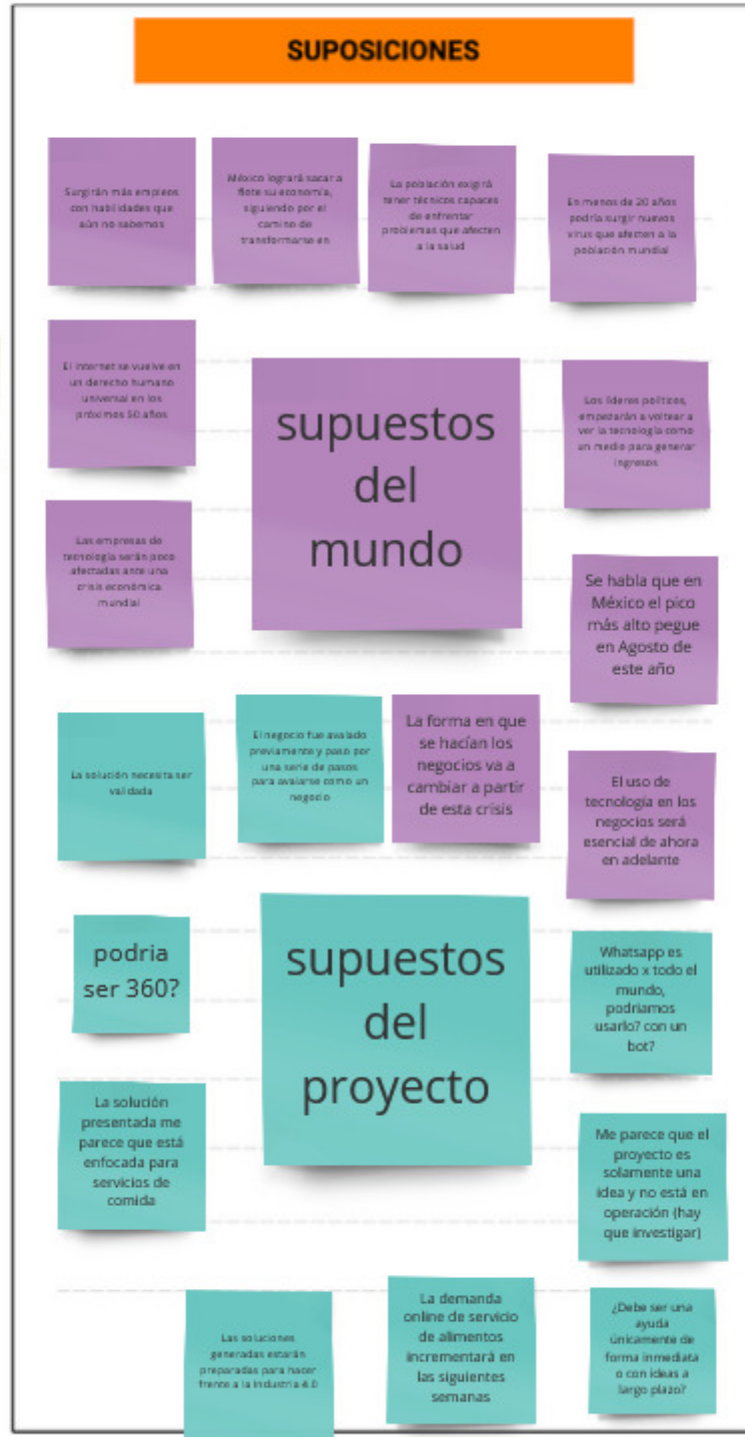 SUPOSICIONES
Surgirán más empleos
con habilidades que
aún no sabemos
México logrará sacar a
flote su economía,
siguiendo por el
camino de
transformarse en
La población exigirá
tener técnicos capaces
de enfrentar
problemas que afecten
a la salud
En menos de 20 años
podría surgir nuevos
virus que afecten a la
población mundial
El internet se vuelve en
un derecho humano
universal en los
próximos 50 años
supuestos
del
mundo
Los líderes políticos,
empezarán a voltear a
ver la tecnología como
un medio para generar
ingresos
Las empresas de
tecnología serán poco
afectadas ante una
crisis económica
mundial
Se habla que en
México el pico
más alto pegue
en Agosto de
este año
La solución necesita ser
validada
El negocio fue avalado
previamente y paso por
una serie de pasos
para avalarse como un
negocio
La forma en que
se hacían los
negocios va a
cambiar a partir
de esta crisis
El uso de
tecnología en los
negocios será
esencial de ahora
en adelante
podria
ser 360?
supuestos
del
proyecto
Whatsapp es
utilizado x todo el
mundo,
podriamos
usarlo? con un
bot?
La solución
presentada me
parece que está
enfocada para
servicios de
comida
Me parece que el
proyecto es
solamente una
idea y no está en
operación (hay
que investigar)
Las soluciones
generadas estarán
preparadas para hacer
frente a la Industria 4.0
La demanda
online de servicio
de alimentos
incrementará en
las siguientes
semanas
¿Debe ser una
ayuda
únicamente de
forma inmediata
o con ideas a
largo plazo?